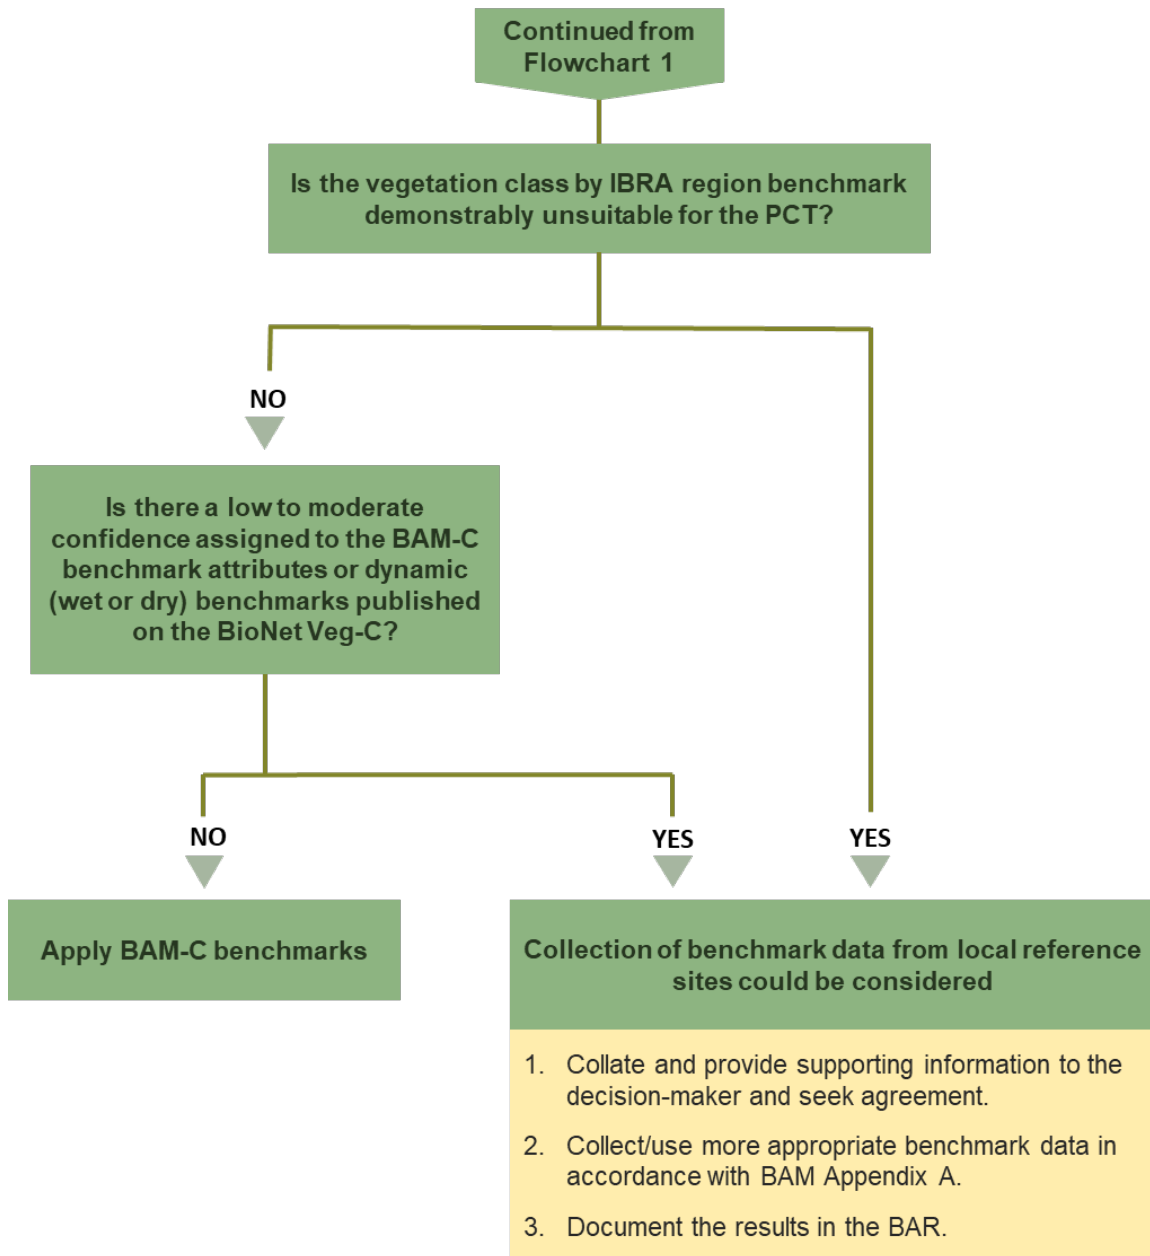 Continued from
Flowchart 1
Is the vegetation class by IBRA region benchmark
demonstrably unsuitable for the PCT?
NO
Is there a low to moderate
confidence assigned to the BAM-C
benchmark attributes or dynamic
(wet or dry) benchmarks published
on the BioNet Veg-C?
NO
YES
YES
Apply BAM-C benchmarks
Collection of benchmark data from local reference
sites could be considered
1. Collate and provide supporting information to the
decision-maker and seek agreement.
2. Collect/use more appropriate benchmark data in
accordance with BAM Appendix A.
3. Document the results in the BAR.